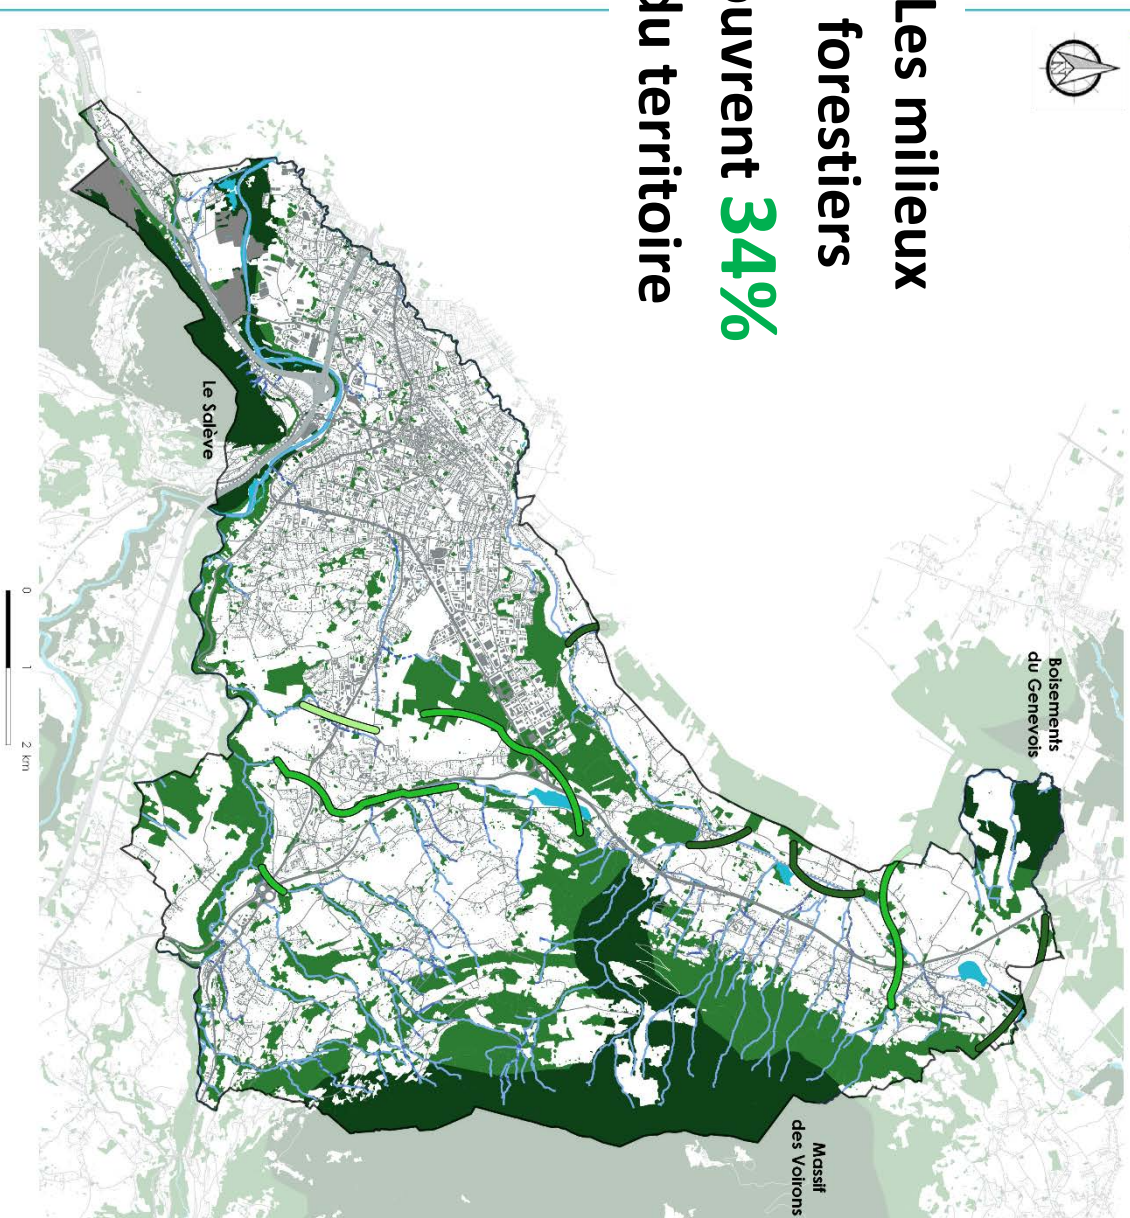 Les milieux
forestiers
ouvrent 34%
du territoire
Boisements
du Genevois
Le Salève
Massif
des Voirons
0 1 2 km